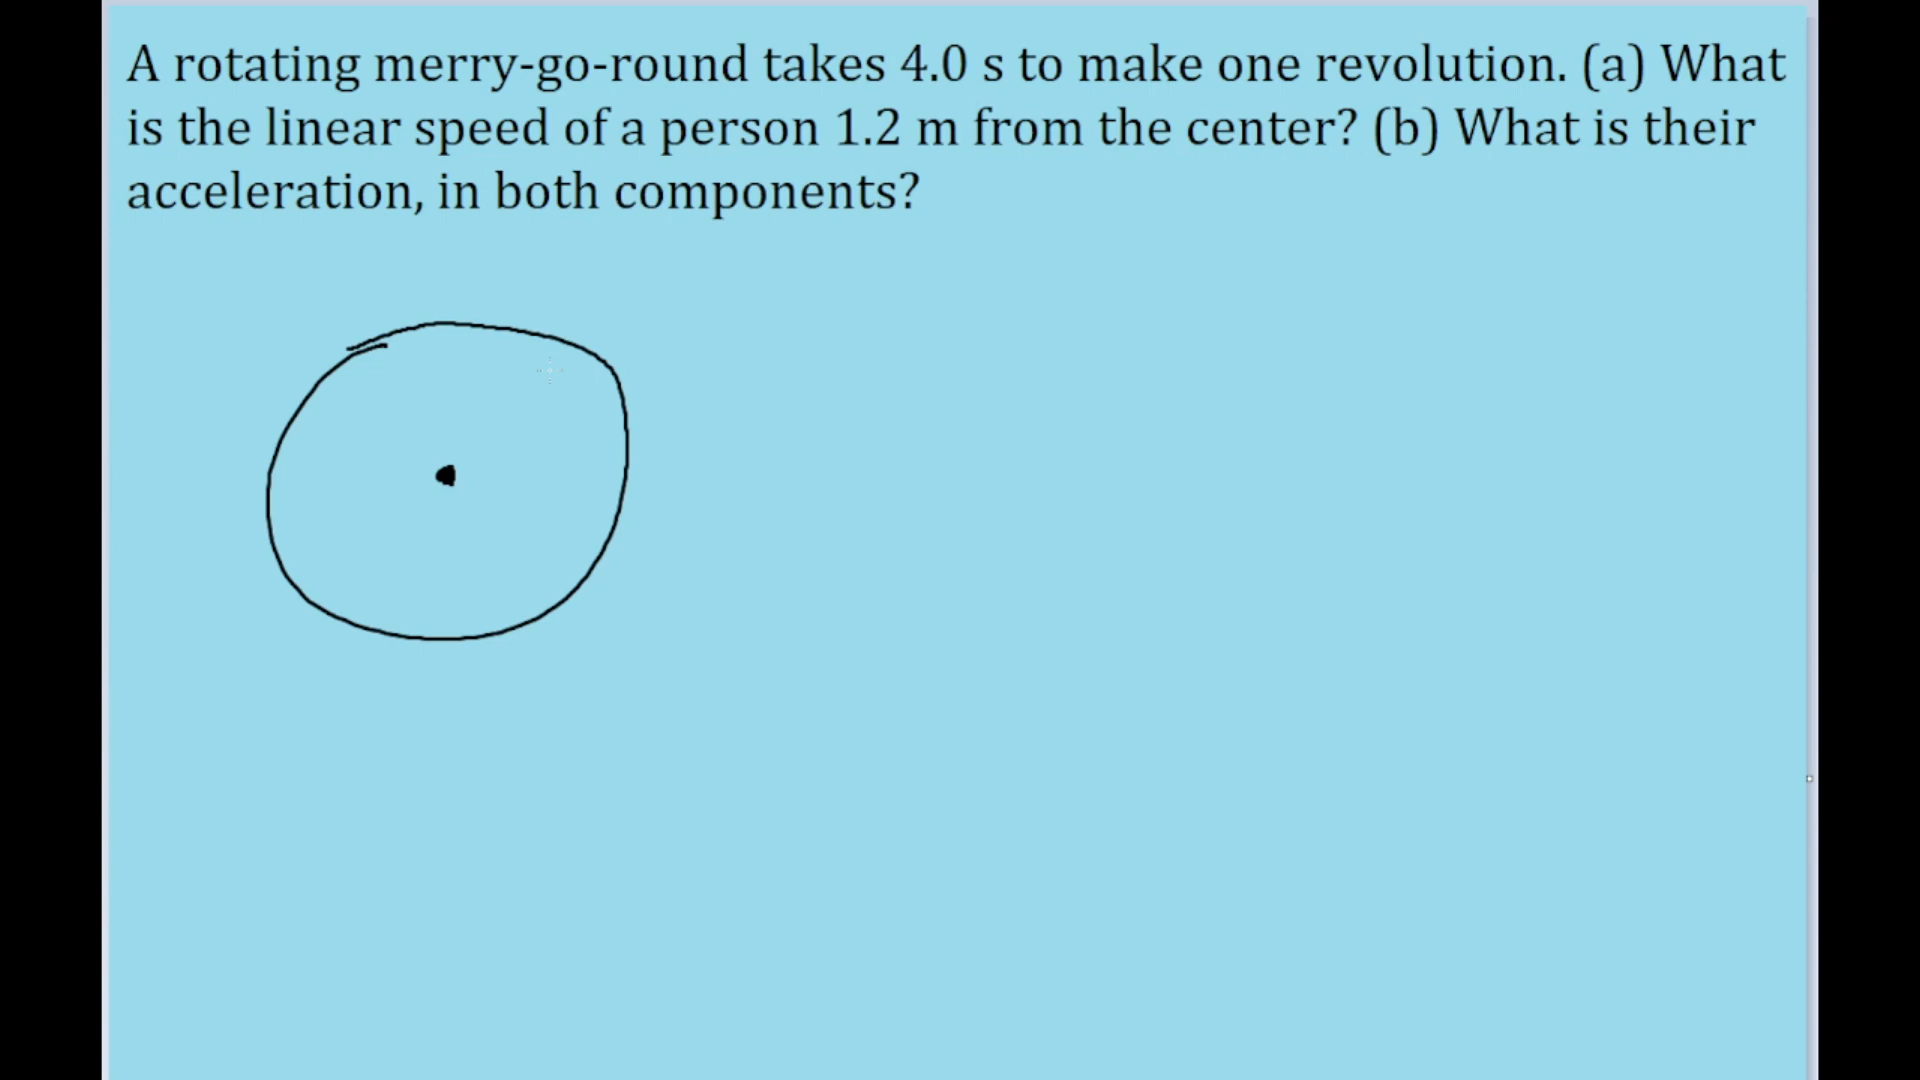 A rotating merry-go-round takes 4.0 s to make one revolution. (a) What
is the linear speed of a person 1.2 m from the center? (b) What is their
acceleration, in both components?